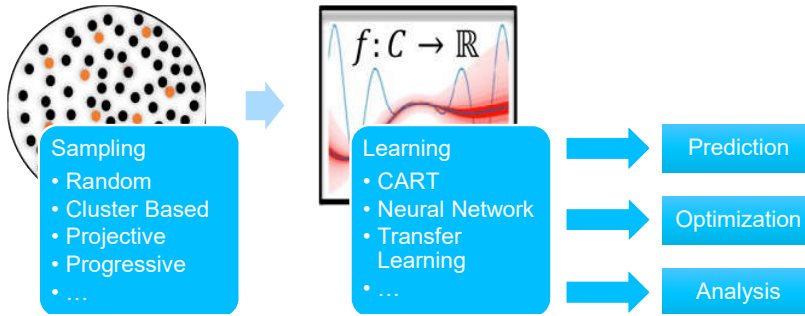 f: C → ℝ
Sampling
• Random
• Cluster Based
• Projective
• Progressive
• …
Learning
• CART
• Neural Network
• Transfer
Learning
• …
Prediction
Optimization
Analysis